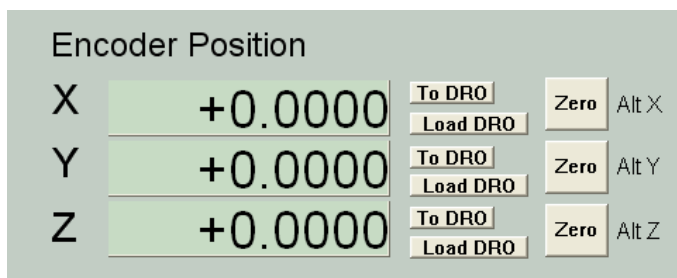 Encoder Position
X +0.0000 To DRO Load DRO Zero Alt X
Y +0.0000 To DRO Load DRO Zero Alt Y
Z +0.0000 To DRO Load DRO Zero Alt Z